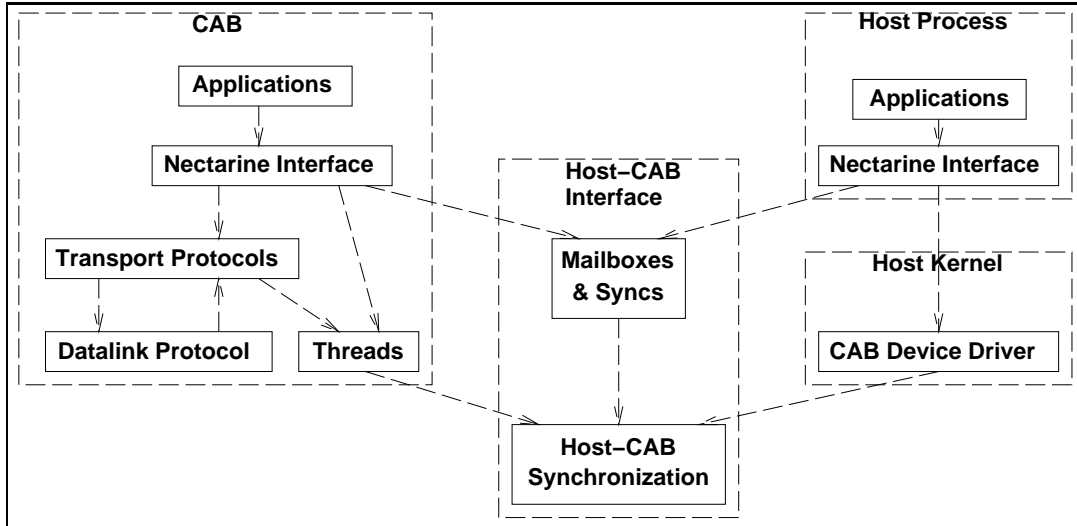 CAB
Applications
Nectarine Interface
Transport Protocols
Datalink Protocol
Threads
Host−CAB
Interface
Mailboxes
& Syncs
Host−CAB
Synchronization
Host Process
Applications
Nectarine Interface
Host Kernel
CAB Device Driver